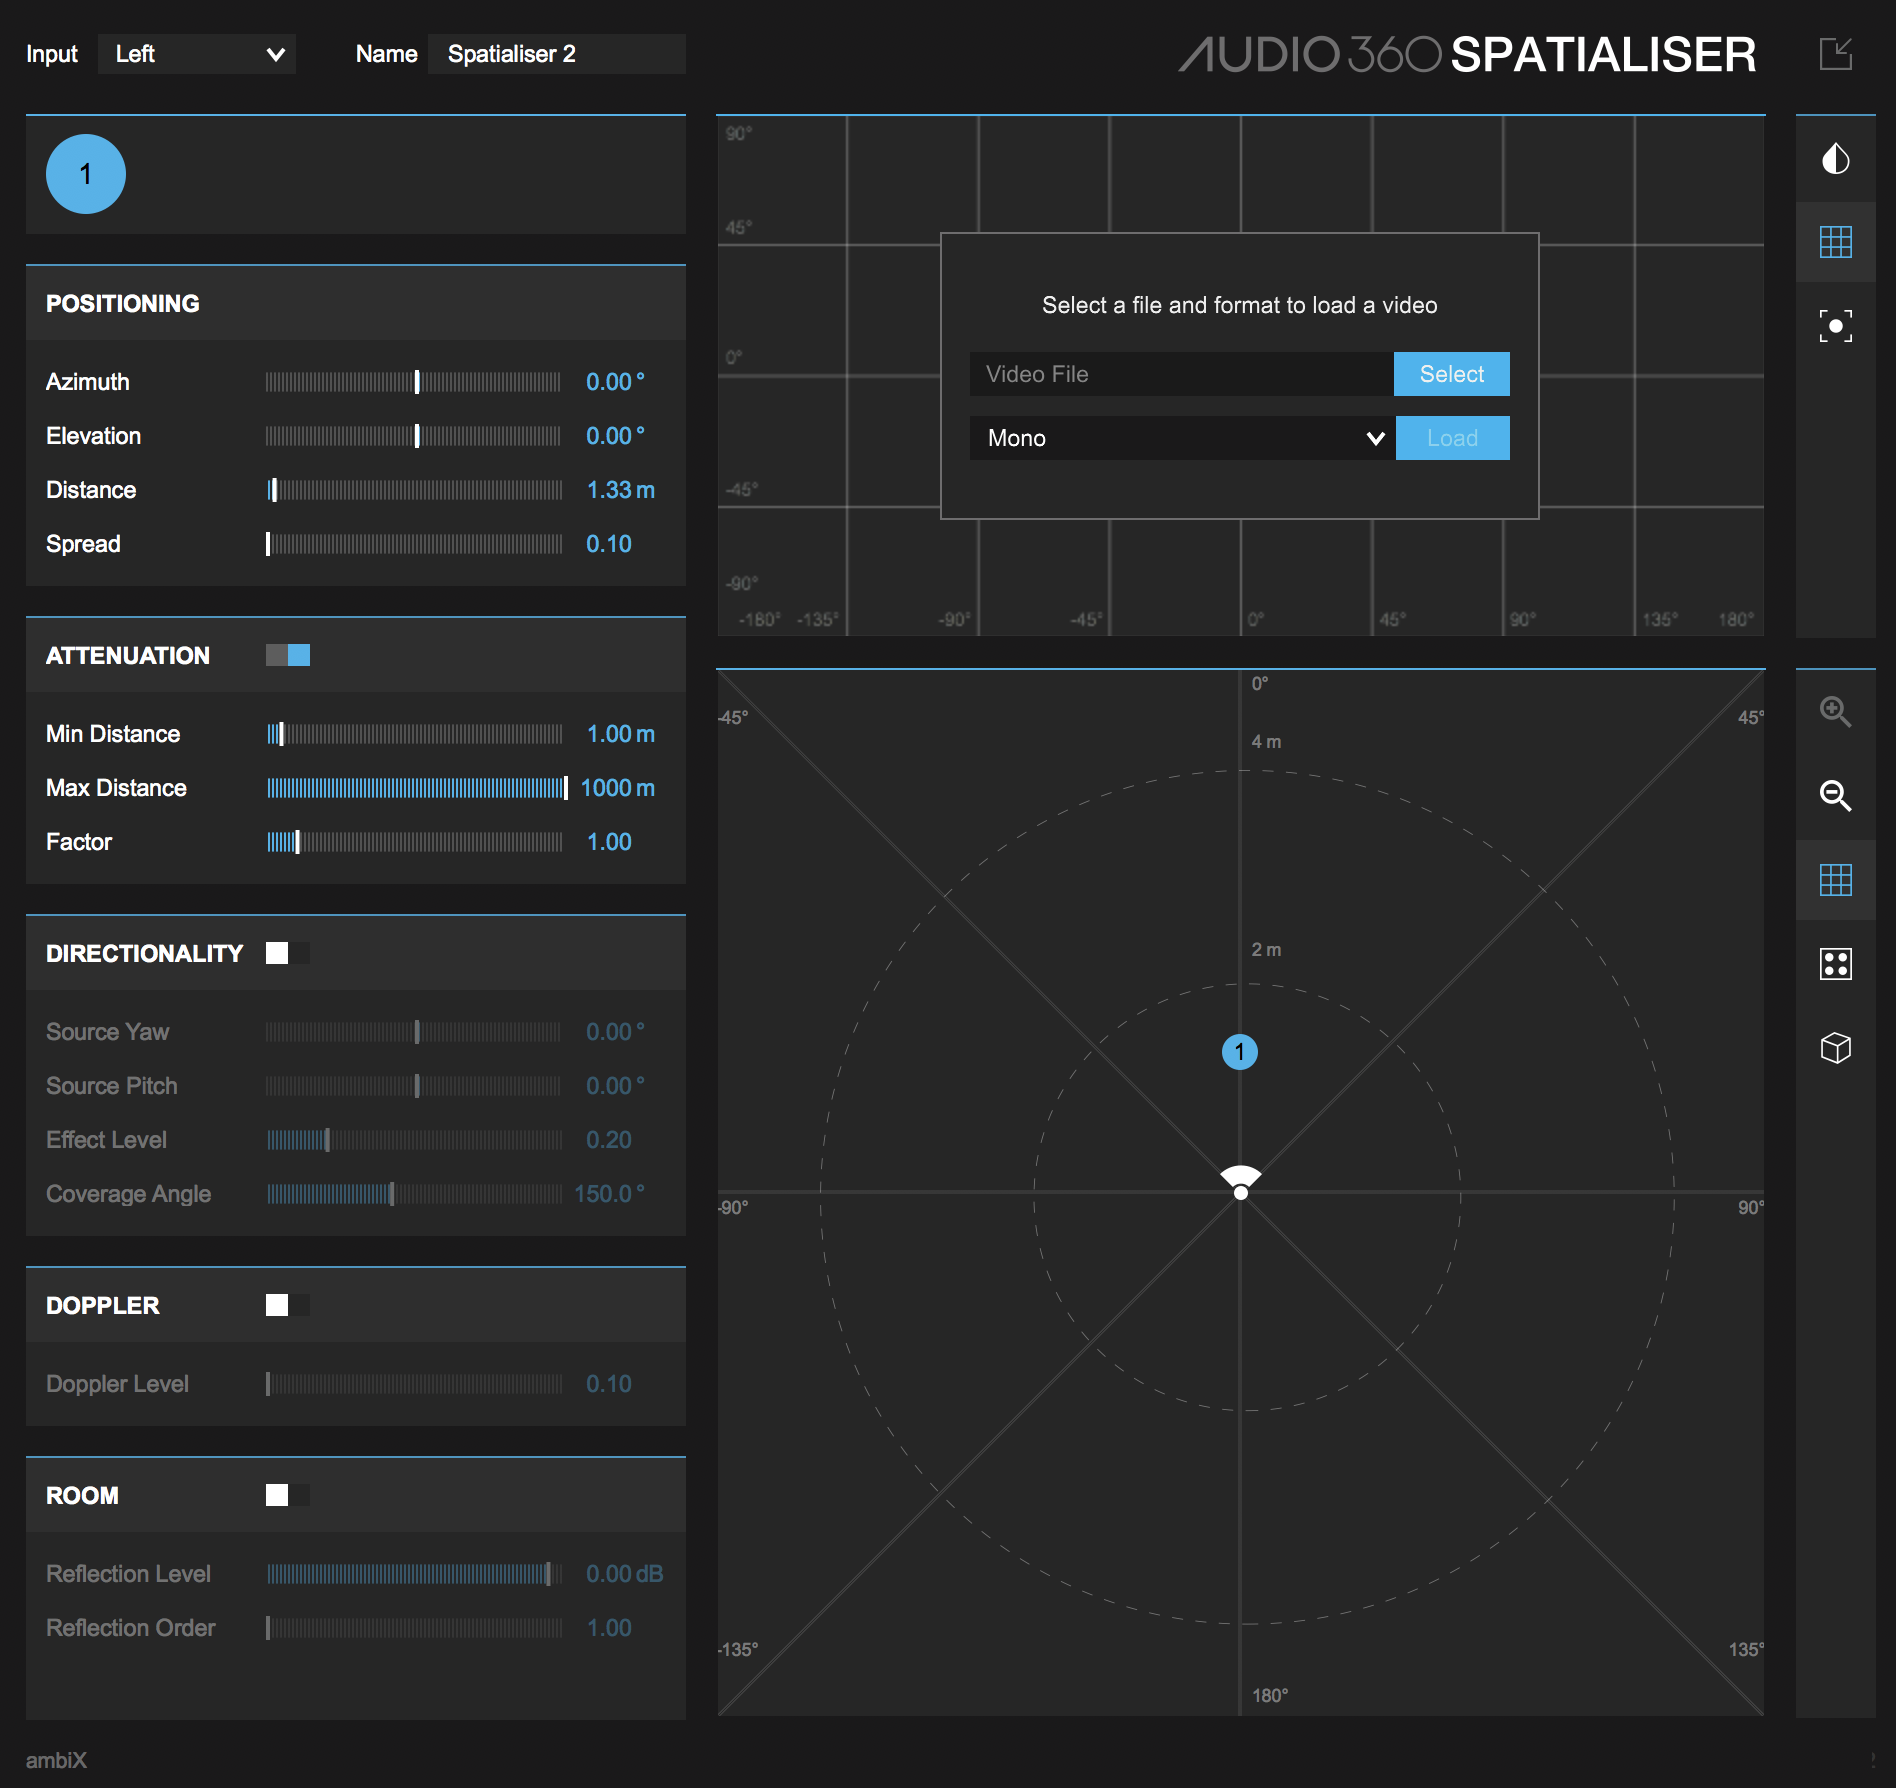 Input Left Name Spatialiser 2 AUDIO 360 SPATIALISER
1
POSITIONING
Azimuth 0.00 °
Elevation 0.00 °
Distance 1.33 m
Spread 0.10
ATTENUATION
Min Distance 1.00 m
Max Distance 1000 m
Factor 1.00
DIRECTIONALITY
Source Yaw 0.00 °
Source Pitch 0.00 °
Effect Level 0.20
Coverage Angle 150.0 °
DOPPLER
Doppler Level 0.10
ROOM
Reflection Level 0.00 dB
Reflection Order 1.00
ambiX
90°
45°
0°
-45°
-90°
-180° -135° -90° -45° 0° 45° 90° 135° 180°
Select a file and format to load a video
Video File Select
Mono Load
0°
-45° 45°
4 m
2 m
1
-90° 90°
-135° 135°
180°